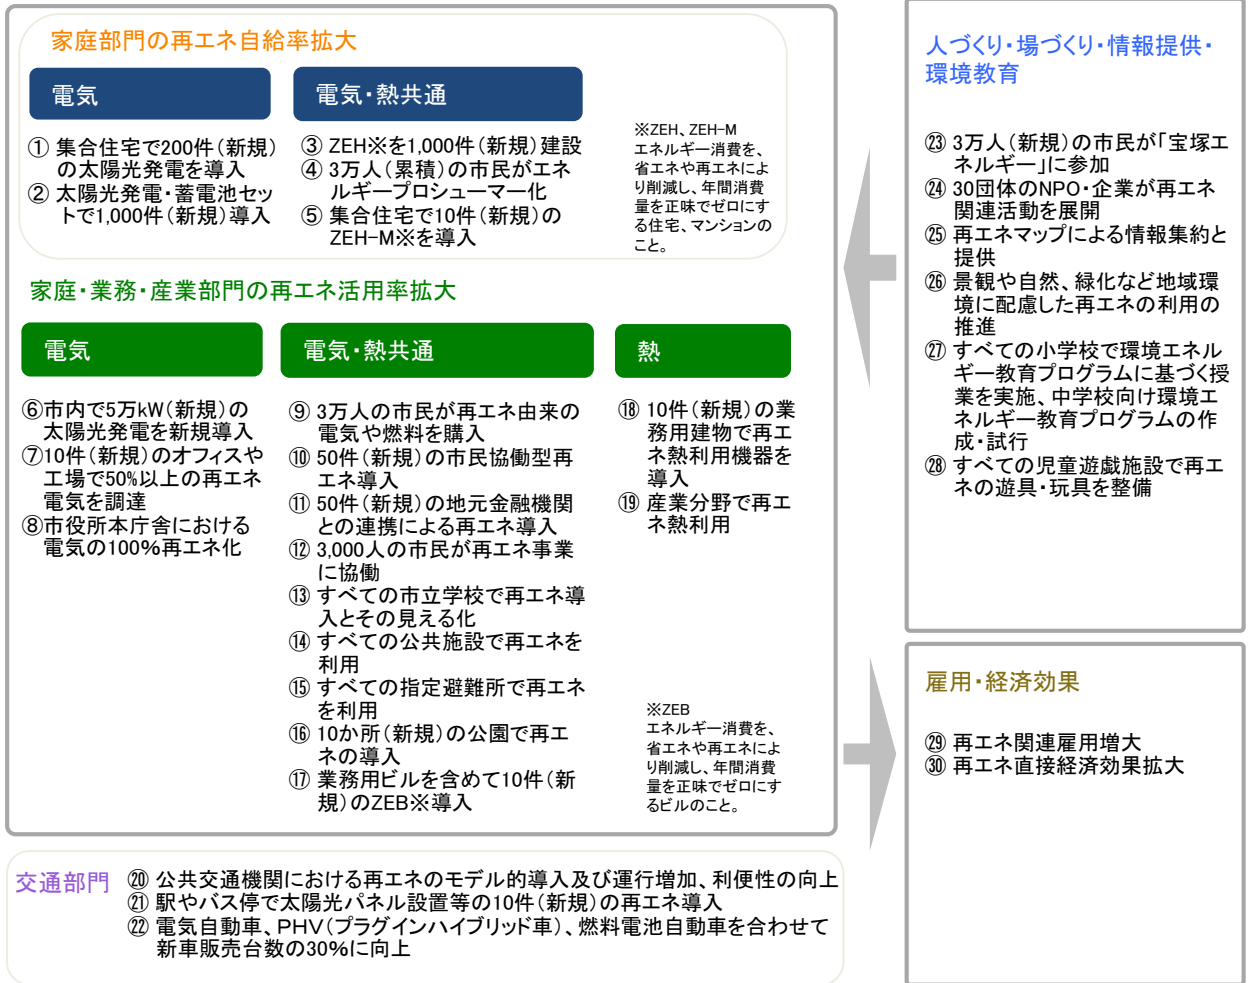 家庭部門の再エネ自給率拡大
電気
① 集合住宅で200件（新規）
の太陽光発電を導入
② 太陽光発電・蓄電池セッ
トで1,000件（新規）導入
電気・熱共通
③ ZEH※を1,000件（新規）建設
④ 3万人（累積）の市民がエネ
ルギープロシューマー化
⑤ 集合住宅で10件（新規）の
ZEH-M※を導入
※ZEH、ZEH-M
エネルギー消費を、
省エネや再エネによ
り削減し、年間消費
量を正味でゼロにす
る住宅、マンションの
こと。
家庭・業務・産業部門の再エネ活用率拡大
電気
⑥市内で5万kW（新規）の
太陽光発電を新規導入
⑦10件（新規）のオフィスや
工場で50%以上の再エネ
電気を調達
⑧市役所本庁舎における
電気の100%再エネ化
電気・熱共通
⑨ 3万人の市民が再エネ由来の
電気や燃料を購入
⑩ 50件（新規）の市民協働型再
エネ導入
⑪ 50件（新規）の地元金融機関
との連携による再エネ導入
⑫ 3,000人の市民が再エネ事業
に協働
⑬ すべての市立学校で再エネ導
入とその見える化
⑭ すべての公共施設で再エネを
利用
⑮ すべての指定避難所で再エネ
を利用
⑯ 10か所（新規）の公園で再エ
ネの導入
⑰ 業務用ビルを含めて10件（新
規）のZEB※導入
熱
⑱ 10件（新規）の業
務用建物で再エ
ネ熱利用機器を
導入
⑲ 産業分野で再エ
ネ熱利用
※ZEB
エネルギー消費を、
省エネや再エネによ
り削減し、年間消費
量を正味でゼロにす
るビルのこと。
交通部門
⑳ 公共交通機関における再エネのモデル的導入及び運行増加、利便性の向上
㉑ 駅やバス停で太陽光パネル設置等の10件（新規）の再エネ導入
㉒ 電気自動車、PHV（プラグインハイブリッド車）、燃料電池自動車を合わせて
新車販売台数の30%に向上
人づくり・場づくり・情報提供・
環境教育
㉓ 3万人（新規）の市民が「宝塚エ
ネルギー」に参加
㉔ 30団体のNPO・企業が再エネ
関連活動を展開
㉕ 再エネマップによる情報集約と
提供
㉖ 景観や自然、緑化など地域環
境に配慮した再エネの利用の
推進
㉗ すべての小学校で環境エネル
ギー教育プログラムに基づく授
業を実施、中学校向け環境エ
ネルギー教育プログラムの作
成・試行
㉘ すべての児童遊戯施設で再エ
ネの遊具・玩具を整備
雇用・経済効果
㉙ 再エネ関連雇用増大
㉚ 再エネ直接経済効果拡大